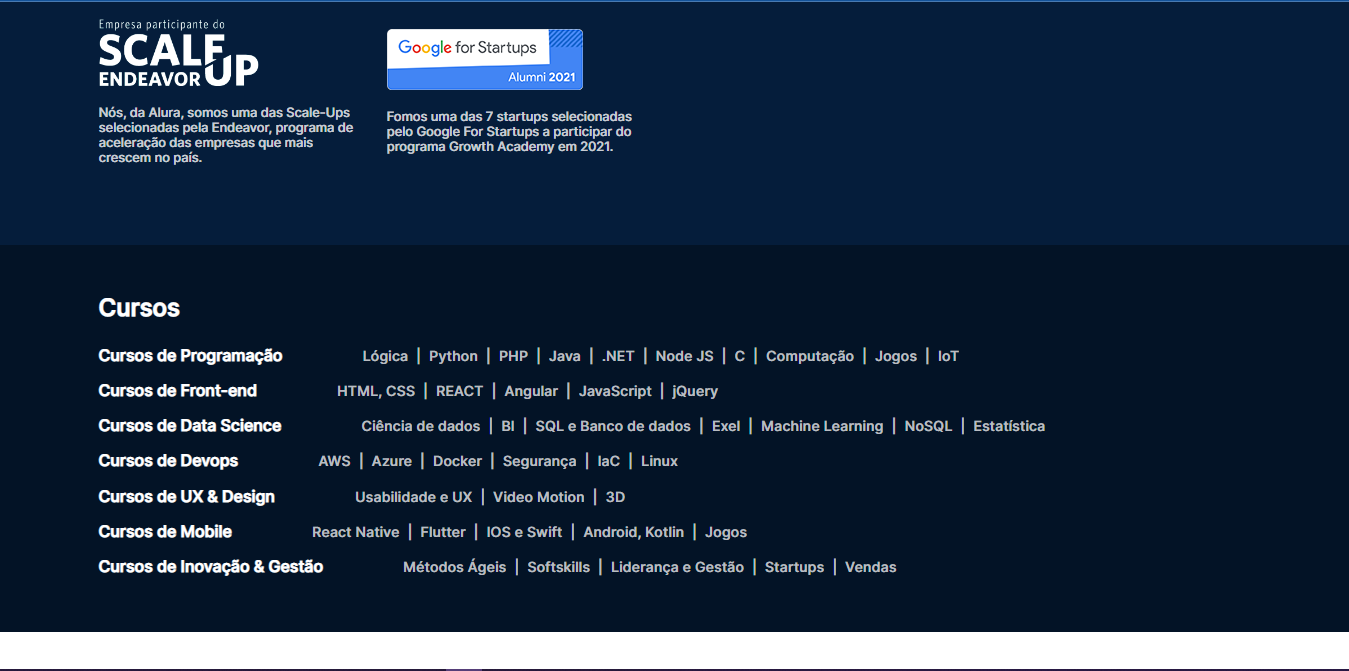 Empresa participante do
SCALE UP
ENDEAVOR
Nós, da Alura, somos uma das Scale-Ups
selecionadas pela Endeavor, programa de
aceleração das empresas que mais
crescem no país.
Google for Startups
Alumni 2021
Fomos uma das 7 startups selecionadas
pelo Google For Startups a participar do
programa Growth Academy em 2021.
Cursos
Cursos de Programação Lógica | Python | PHP | Java | .NET | Node JS | C | Computação | Jogos | IoT
Cursos de Front-end HTML, CSS | REACT | Angular | JavaScript | jQuery
Cursos de Data Science Ciência de dados | BI | SQL e Banco de dados | Exel | Machine Learning | NoSQL | Estatística
Cursos de Devops AWS | Azure | Docker | Segurança | IaC | Linux
Cursos de UX & Design Usabilidade e UX | Video Motion | 3D
Cursos de Mobile React Native | Flutter | IOS e Swift | Android, Kotlin | Jogos
Cursos de Inovação & Gestão Métodos Ágeis | Softskills | Liderança e Gestão | Startups | Vendas